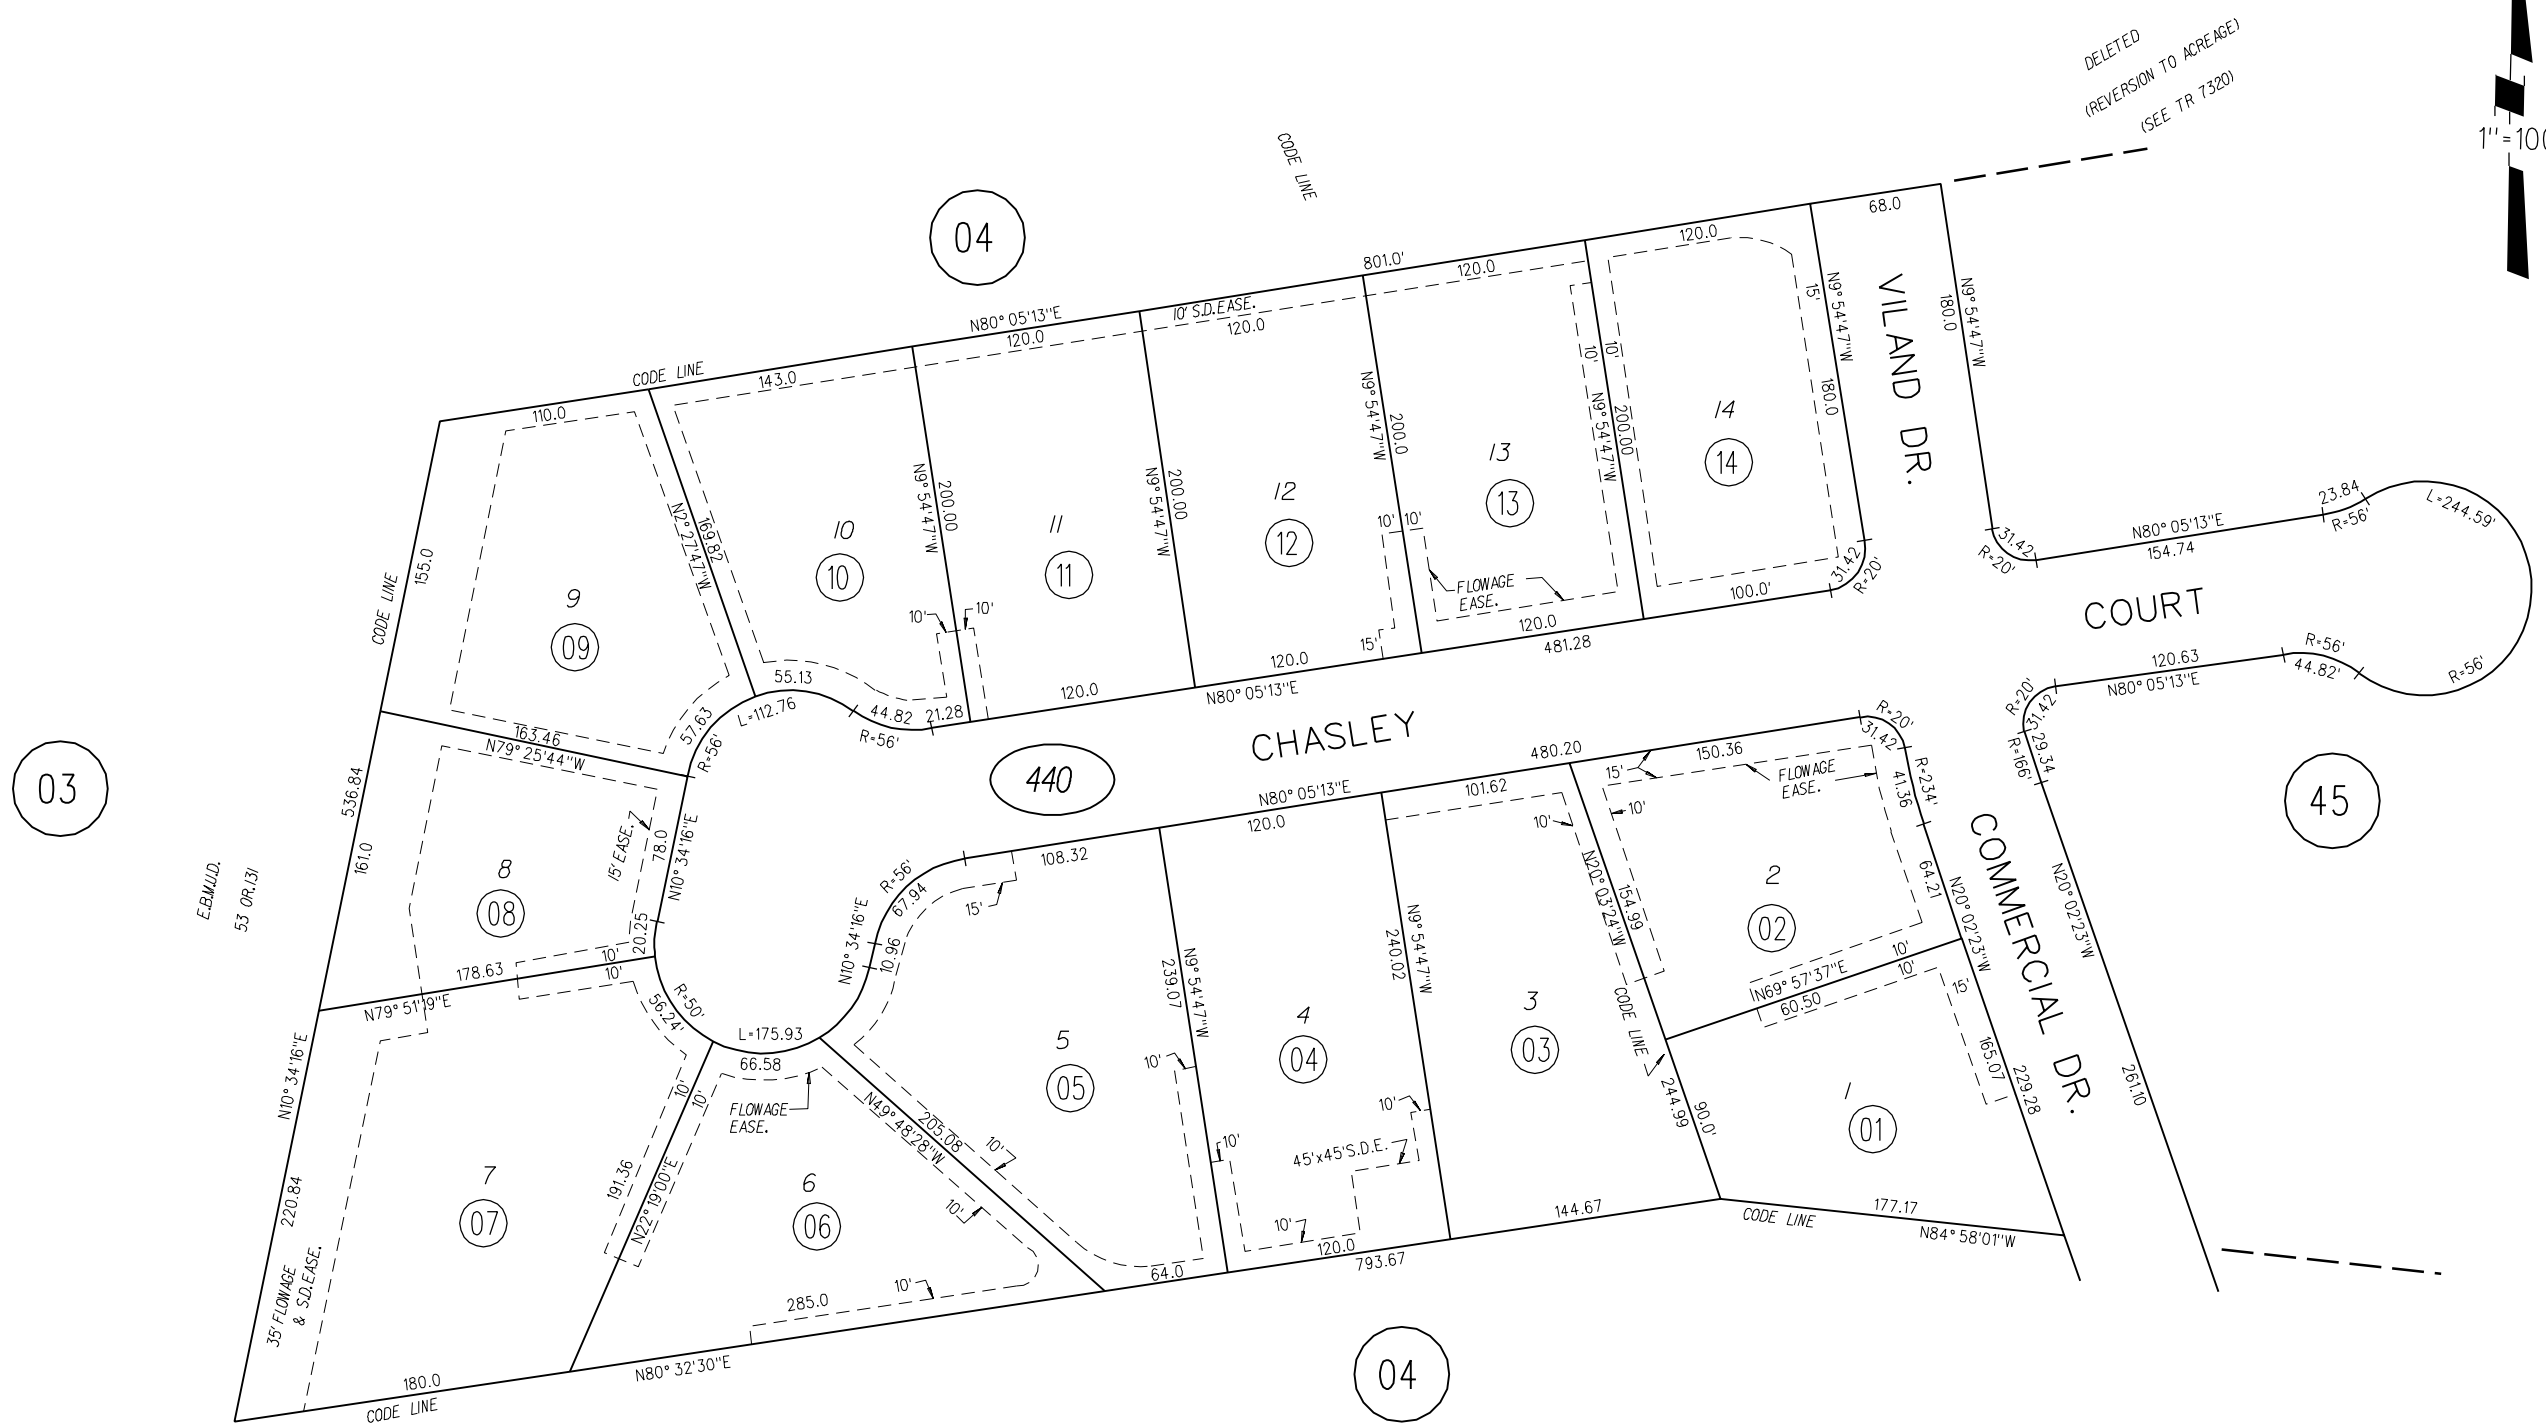 DELETED
(REVERSION TO ACREAGE)
(SEE TR 7320)
CODE LINE
04
68.0
120.0
801.0'
120.0
10' S.D.EASE.
N80° 05'13"E
120.0
120.0
CODE LINE
143.0
110.0
VILAND DR.
15'
N9° 54'47"W
180.0
180.0
N9° 54'47"W
14
14
10'
10'
N9° 54'47"W
200.00
13
13
N9° 54'47"W
200.0
12
12
10'
10'
FLOWAGE
EASE.
N9° 54'47"W
200.00
11
11
N9° 54'47"W
200.00
10
10
10'
10'
N2° 27'47"W
169.82
9
09
155.0
CODE LINE
23.84
R=56'
L=244.59'
N80° 05'13"E
154.74
31.42
R=20'
31.42
R=20'
100.0'
120.0
481.28
15'
120.0
N80° 05'13"E
120.0
21.28
44.82
R=56'
55.13
L=112.76
57.63
R=56'
COURT
R=56'
44.82'
R=56'
120.63
N80° 05'13"E
R=20'
31.42
29.34
R=166'
163.46
N79° 25'44"W
CHASLEY
440
R=20'
31.42
150.36
480.20
15'
FLOWAGE
EASE.
10'
R=234'
41.36
101.62
N80° 05'13"E
120.0
10'
108.32
03
45
536.84
161.0
E.B.M.U.D.
53 OR.131
8
08
15' EASE.
78.0
N10° 34'16"E
20.25
10'
10'
178.63
N79° 51'19"E
R=56'
67.94
15'
N10° 34'16"E
10.96
R=50'
56.24'
L=175.93
66.58
FLOWAGE
EASE.
2
02
N20° 03'24"W
154.99
64.21
N20° 02'23"W
COMMERCIAL DR.
N20° 02'23"W
261.10
10'
10'
N69° 57'37"E
60.50
15'
165.07
229.28
CODE LINE
1
01
244.99
90.0'
3
03
N9° 54'47"W
240.02
4
04
N9° 54'47"W
239.07
5
05
10'
10'
10'
45'x45'S.D.E.
10'
N49° 48'28"W
205.08
10'
10'
6
06
10'
10'
191.36
N22° 19'00"E
7
07
N10° 34'16"E
220.84
35' FLOWAGE
& S.D.EASE.
177.17
N84° 58'01"W
CODE LINE
144.67
120.0
793.67
64.0
10'
285.0
N80° 32'30"E
180.0
CODE LINE
04